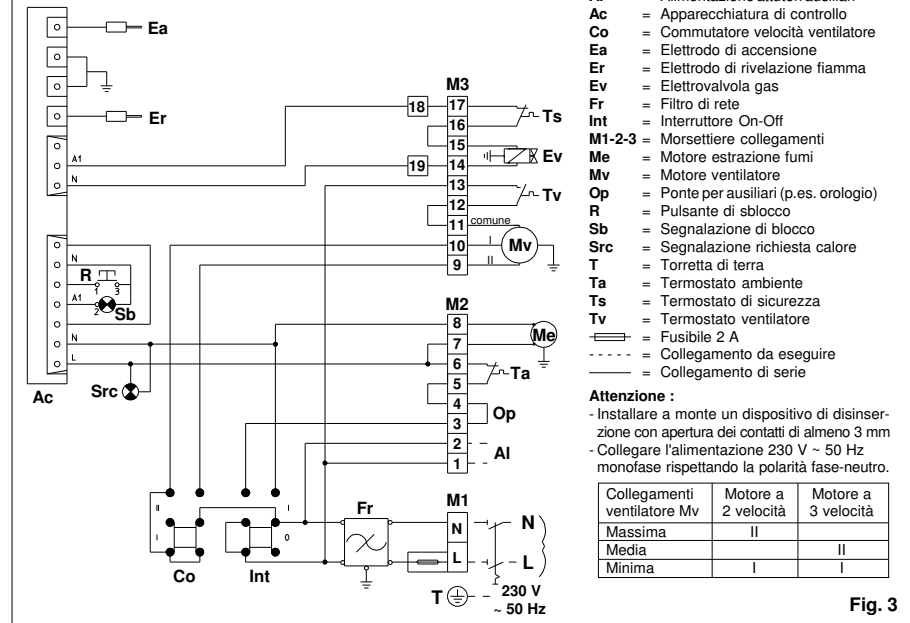 Ea
Er
A1
N
N
R
1 3
A1
2
Sb
N
L
Src
Ac
18
19
M3
17
16
15
14
13
12
11
10
9
Ts
Ev
Tv
comune
I
II
Mv
M2
8
7
6
5
4
3
2
1
Me
Ta
Op
Al
II
I
I
0
Co
Int
Fr
M1
N
L
N
L
T
230 V
~ 50 Hz
Ac = Apparecchiatura di controllo
Co = Commutatore velocità ventilatore
Ea = Elettrodo di accensione
Er = Elettrodo di rivelazione fiamma
Ev = Elettrovalvola gas
Fr = Filtro di rete
Int = Interruttore On-Off
M1-2-3 = Morsettiere collegamenti
Me = Motore estrazione fumi
Mv = Motore ventilatore
Op = Ponte per ausiliari (p.es. orologio)
R = Pulsante di sblocco
Sb = Segnalazione di blocco
Src = Segnalazione richiesta calore
T = Torretta di terra
Ta = Termostato ambiente
Ts = Termostato di sicurezza
Tv = Termostato ventilatore
= Fusibile 2 A
- - - - - = Collegamento da eseguire
= Collegamento di serie
Attenzione :
- Installare a monte un dispositivo di disinser-
zione con apertura dei contatti di almeno 3 mm
- Collegare l'alimentazione 230 V ~ 50 Hz
monofase rispettando la polarità fase-neutro.
Collegamenti ventilatore Mv | Motore a 2 velocità | Motore a 3 velocità
Massima II
Media II
Minima I I
Fig. 3